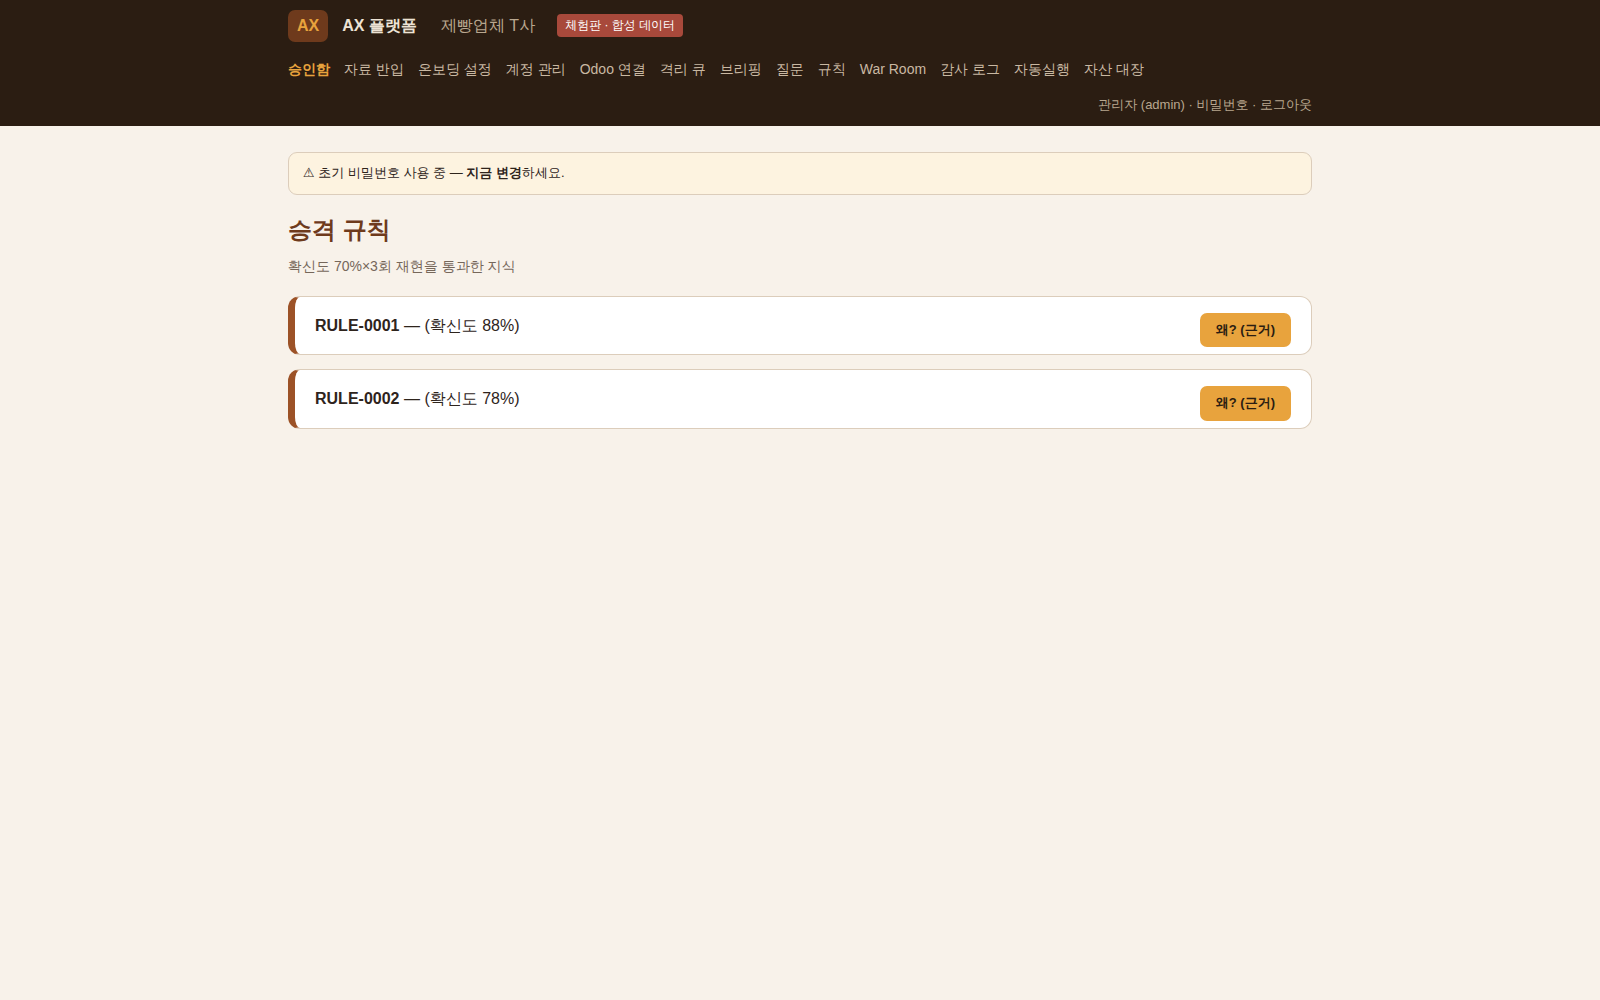 AX AX 플랫폼 제빵업체 T사 체험판 · 합성 데이터
승인함 자료 반입 온보딩 설정 계정 관리 Odoo 연결 격리 큐 브리핑 질문 규칙 War Room 감사 로그 자동실행 자산 대장
관리자 (admin) · 비밀번호 · 로그아웃
⚠ 초기 비밀번호 사용 중 — 지금 변경하세요.
승격 규칙
확신도 70%×3회 재현을 통과한 지식
RULE-0001 — (확신도 88%) 왜? (근거)
RULE-0002 — (확신도 78%) 왜? (근거)